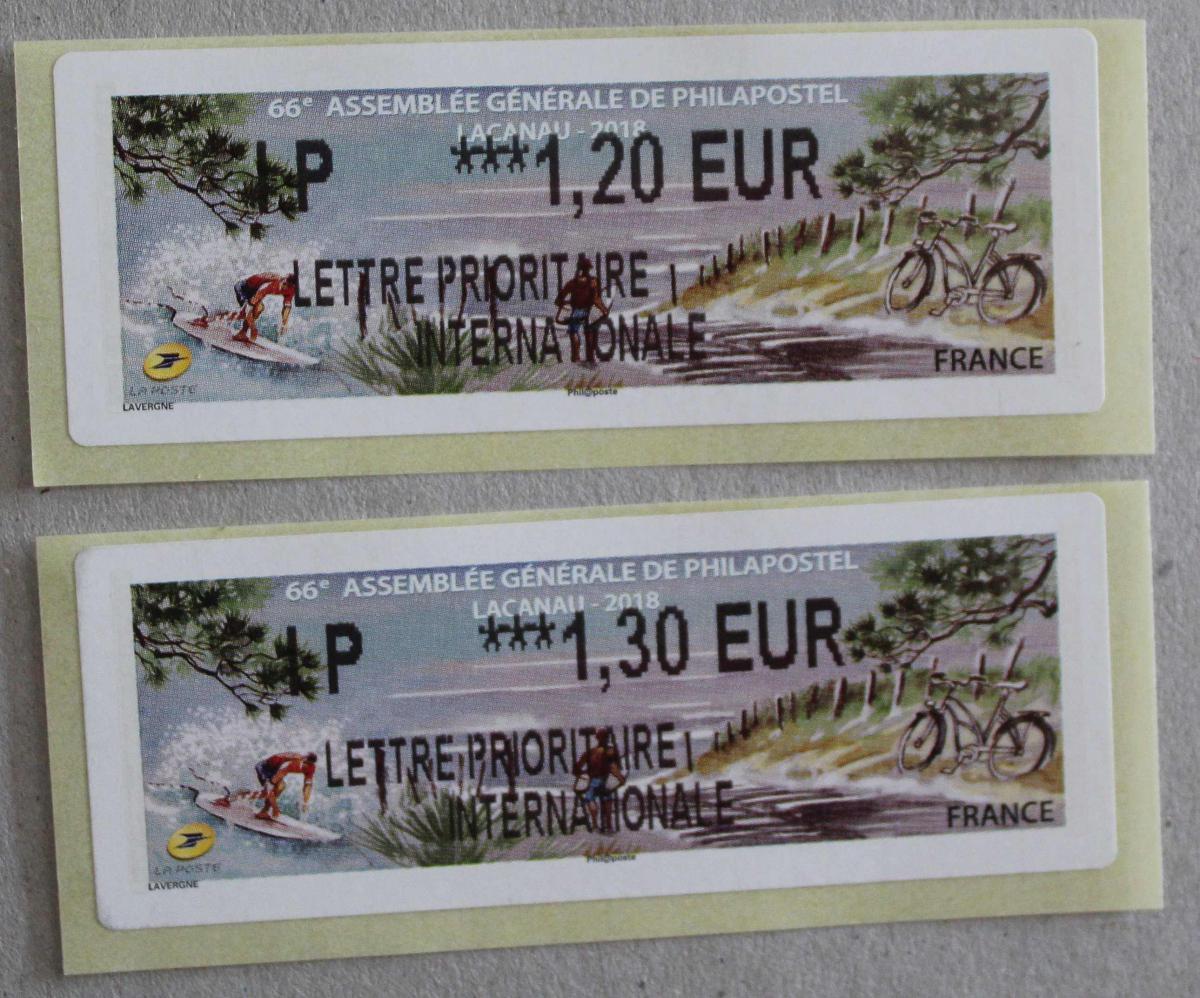 66e ASSEMBLÉE GÉNÉRALE DE PHILAPOSTEL
LACANAU - 2018
IP ***1,20 EUR
LETTRE PRIORITAIRE
INTERNATIONALE
FRANCE
LA POSTE
Phil@poste
LAVERGNE
66e ASSEMBLÉE GÉNÉRALE DE PHILAPOSTEL
LACANAU - 2018
IP ***1,30 EUR
LETTRE PRIORITAIRE
INTERNATIONALE
FRANCE
LA POSTE
Phil@poste
LAVERGNE